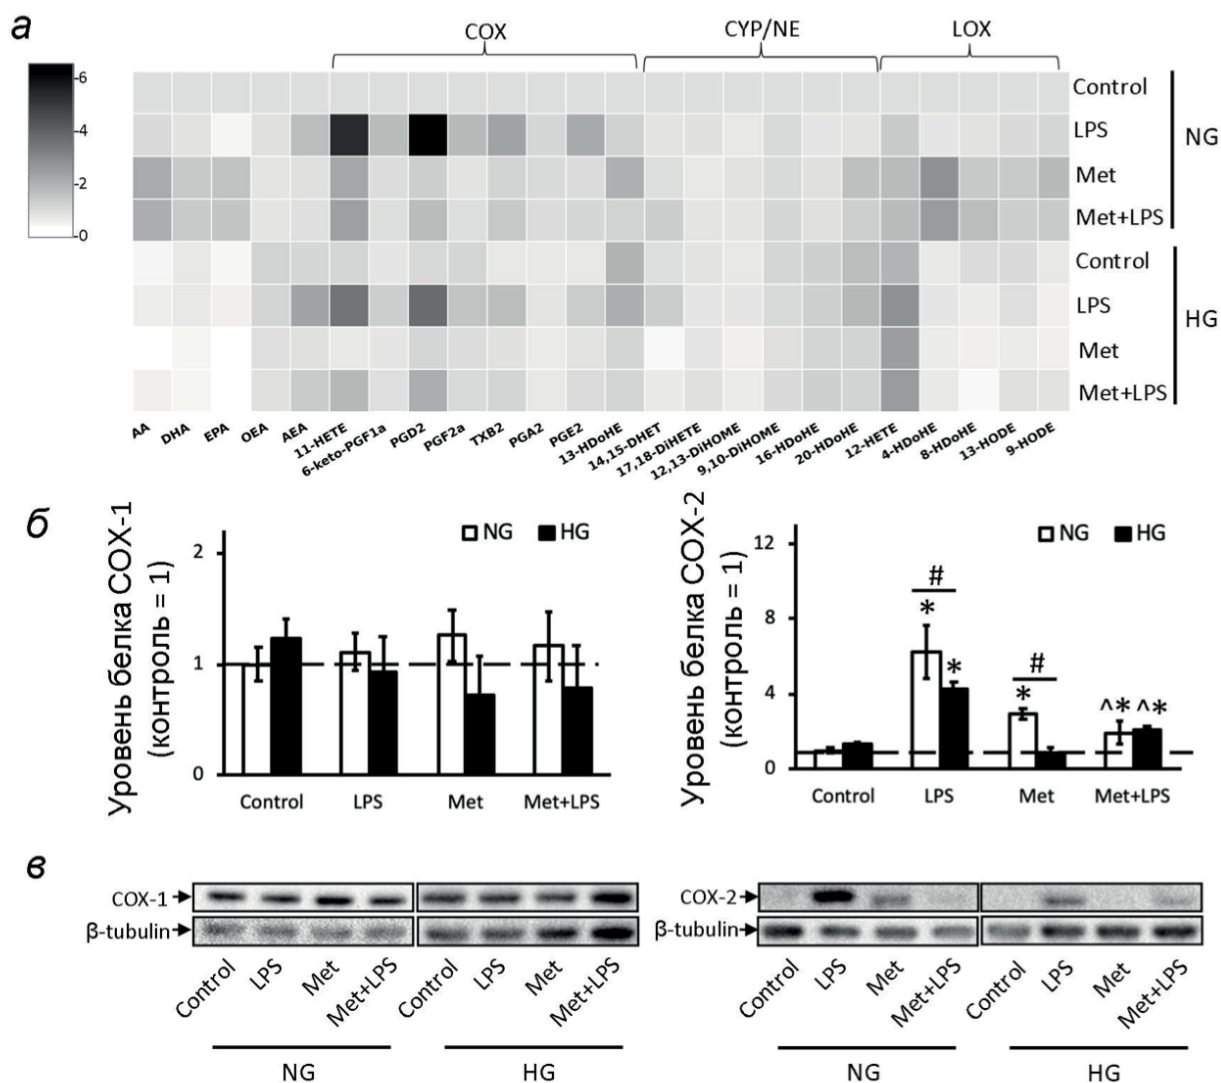 а
COX
CYP/NE
LOX
6
4
2
0
Control
LPS
Met
Met+LPS
NG
Control
LPS
Met
Met+LPS
HG
AA DHA EPA OEA AEA 11-HETE 6-keto-PGF1a PGD2 PGF2a TXB2 PGA2 PGE2 13-HDoHE 14,15-DHET 17,18-DiHETE 12,13-DiHOME 9,10-DiHOME 16-HDoHE 20-HDoHE 12-HETE 4-HDoHE 8-HDoHE 13-HODE 9-HODE
б
Уровень белка COX-1
(контроль = 1)
NG HG
2
1
0
Control LPS Met Met+LPS
Уровень белка COX-2
(контроль = 1)
NG HG
12
8
4
0
#
*
*
#
*
^* ^*
Control LPS Met Met+LPS
в
COX-1
β-tubulin
Control LPS Met Met+LPS Control LPS Met Met+LPS
NG HG
COX-2
β-tubulin
Control LPS Met Met+LPS Control LPS Met Met+LPS
NG HG